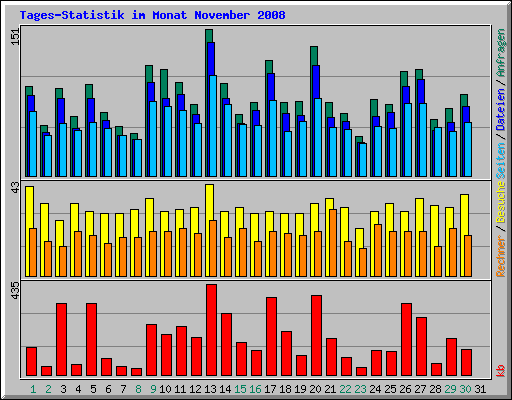 Tages-Statistik im Monat November 2008
151
43
435
Rechner / Besuche
Seiten / Dateien / Anfragen
kb
1 2 3 4 5 6 7 8 9 10 11 12 13 14 15 16 17 18 19 20 21 22 23 24 25 26 27 28 29 30 31